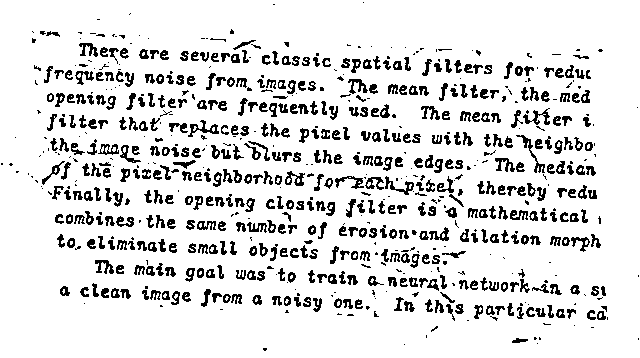 There are several classic spatial filters for reduc
frequency noise from images. The mean filter, the med
opening filter are frequently used. The mean filter i
filter that replaces the pixel values with the neighbo
the image noise but blurs the image edges. The median
of the pixel neighborhood for each pixel, thereby redu
Finally, the opening closing filter is a mathematical
combines the same number of erosion and dilation morph
to eliminate small objects from images.
The main goal was to train a neural network in a su
a clean image from a noisy one. In this particular ca